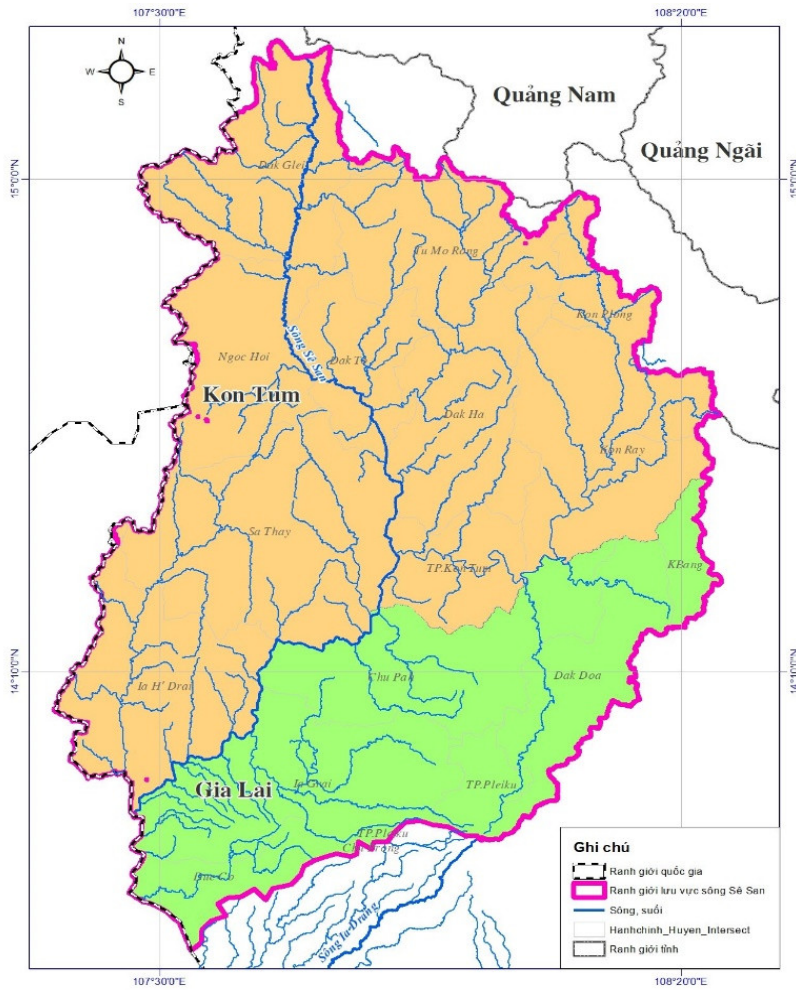 107°30'0"E
108°20'0"E
N
W
E
S
Quảng Nam
Quảng Ngãi
15°0'0"N
15°0'0"N
Dak Glei
Tu Mo Rang
Kon Plong
Sông Sê San
Ngoc Hoi
Dak To
Kon Tum
Dak Ha
Kon Ray
Sa Thay
TP.Kon Tum
KBang
14°10'0"N
14°10'0"N
Chu Pah
Dak Doa
Ia H' Drai
Gia Lai
Ia Grai
TP.Pleiku
TP.Pleiku
Chu Prong
Duc Co
Sông Ia Drang
Ghi chú
Ranh giới quốc gia
Ranh giới lưu vực sông Sê San
Sông, suối
Hanhchinh_Huyen_Intersect
Ranh giới tỉnh
107°30'0"E
108°20'0"E